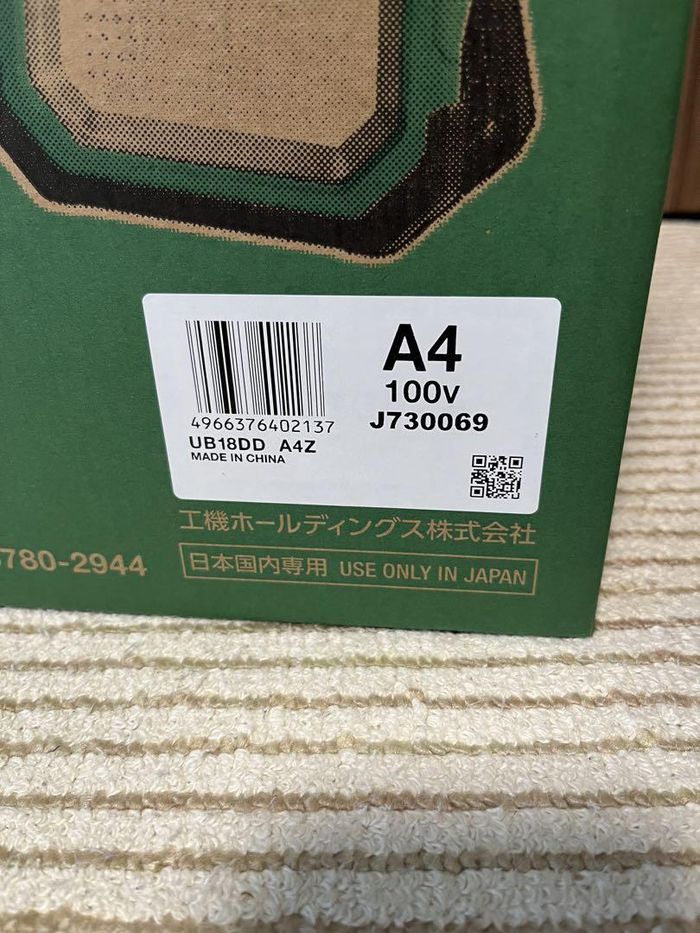 A4
100V
J730069
4966376402137
UB18DD A4Z
MADE IN CHINA
工機ホールディングス株式会社
780-2944
日本国内専用 USE ONLY IN JAPAN